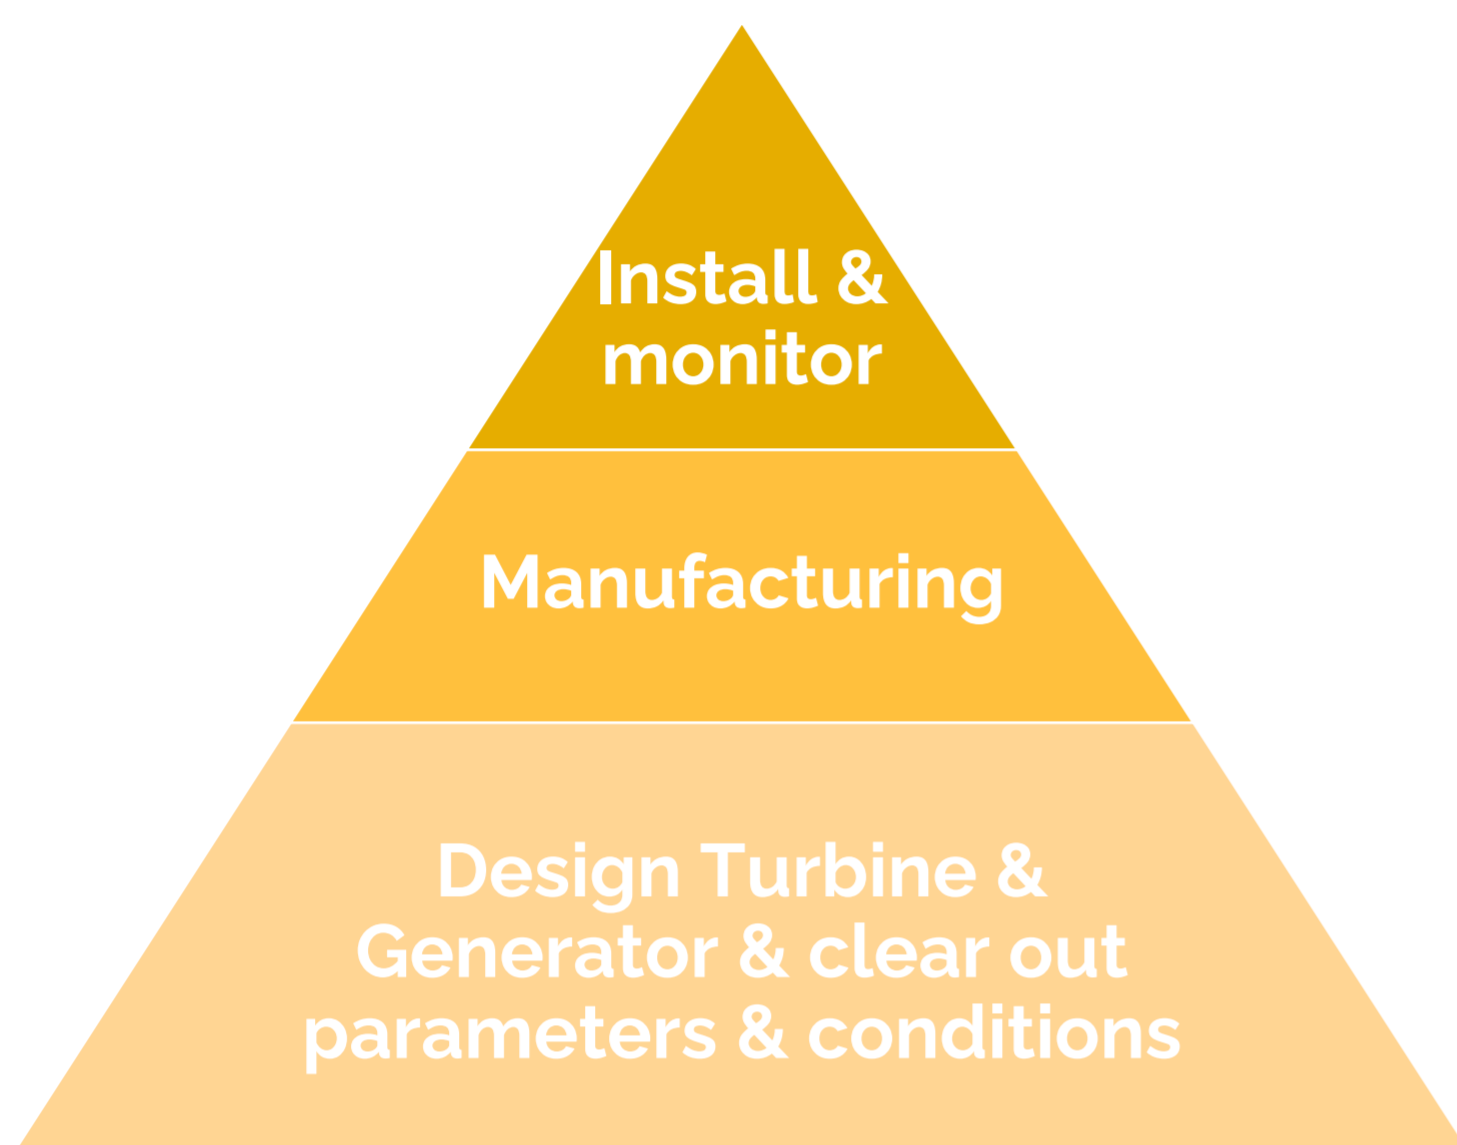 Install &
monitor
Manufacturing
Design Turbine &
Generator & clear out
parameters & conditions